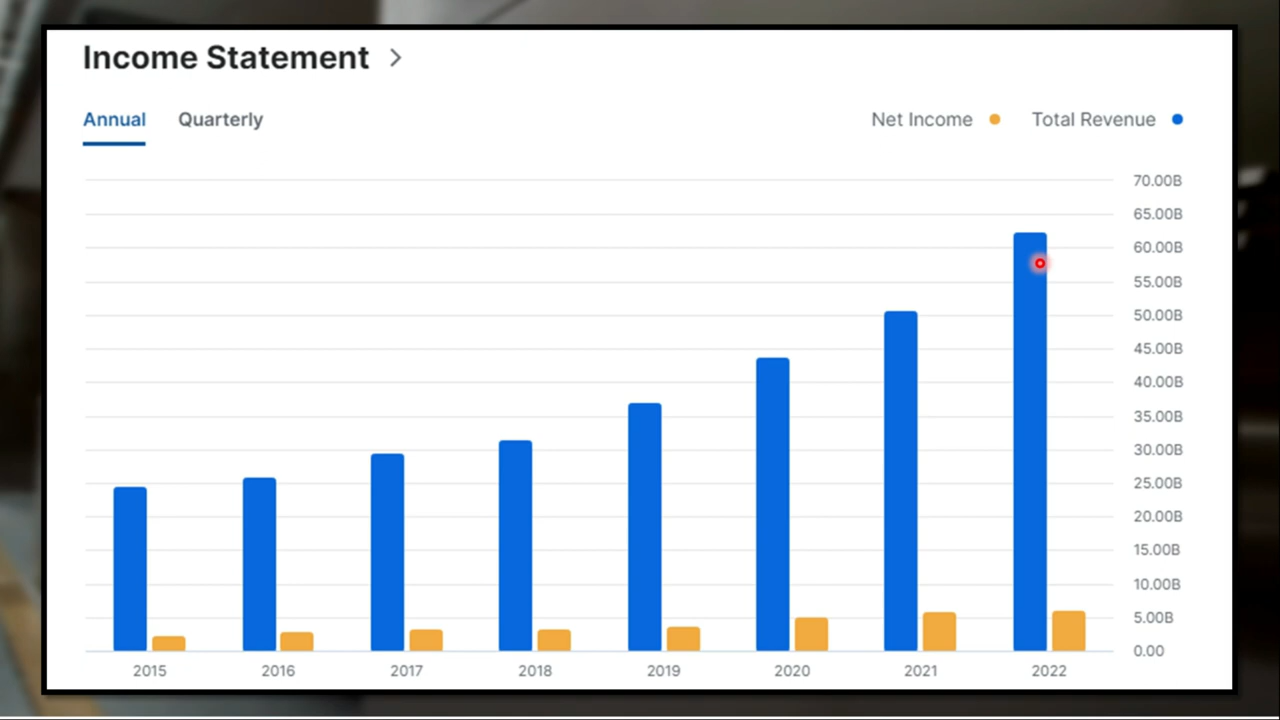 Income Statement >
Annual Quarterly Net Income Total Revenue
70.00B
65.00B
60.00B
55.00B
50.00B
45.00B
40.00B
35.00B
30.00B
25.00B
20.00B
15.00B
10.00B
5.00B
0.00
2015 2016 2017 2018 2019 2020 2021 2022